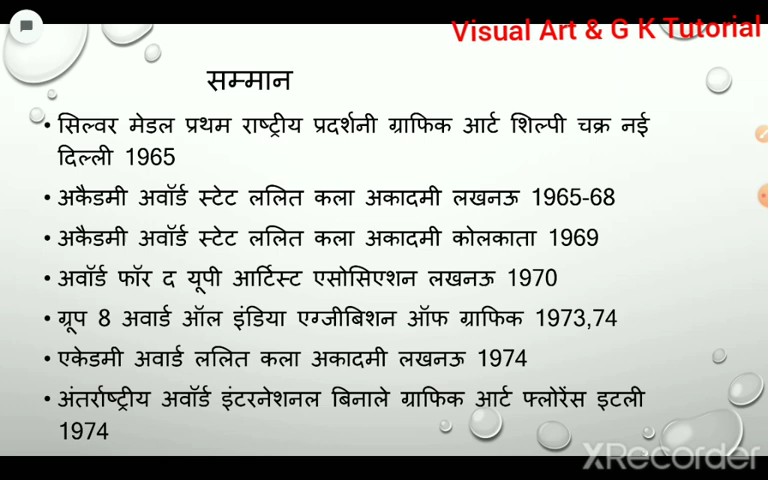 Visual Art & G K Tutorial
सम्मान
• सिल्वर मेडल प्रथम राष्ट्रीय प्रदर्शनी ग्राफिक आर्ट शिल्पी चक्र नई
दिल्ली 1965
• अकैडमी अवॉर्ड स्टेट ललित कला अकादमी लखनऊ 1965-68
• अकैडमी अवॉर्ड स्टेट ललित कला अकादमी कोलकाता 1969
• अवॉर्ड फॉर द यूपी आर्टिस्ट एसोसिएशन लखनऊ 1970
• ग्रूप 8 अवार्ड ऑल इंडिया एग्जीबिशन ऑफ ग्राफिक 1973,74
• एकेडमी अवार्ड ललित कला अकादमी लखनऊ 1974
• अंतर्राष्ट्रीय अवॉर्ड इंटरनेशनल बिनाले ग्राफिक आर्ट फ्लोरेंस इटली
1974
XRecorder